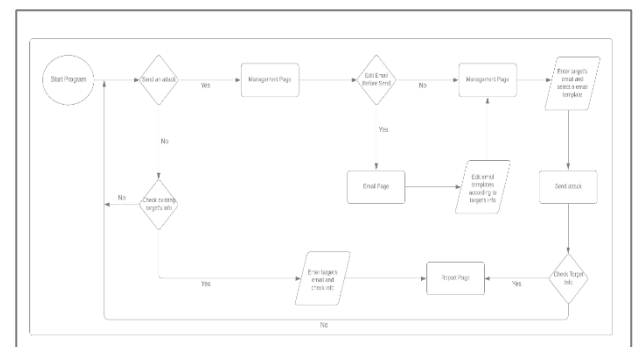 Start Program
Send an attack
Yes
Management Page
Edit Email
Before Send
No
Management Page
Enter target's
email and
select a email
template
No
Yes
Check existing
target's info
No
Email Page
Edit email
templates
according to
target's info
Send attack
Yes
Enter target's
email and
check info
Report Page
Yes
Check Target
Info
No